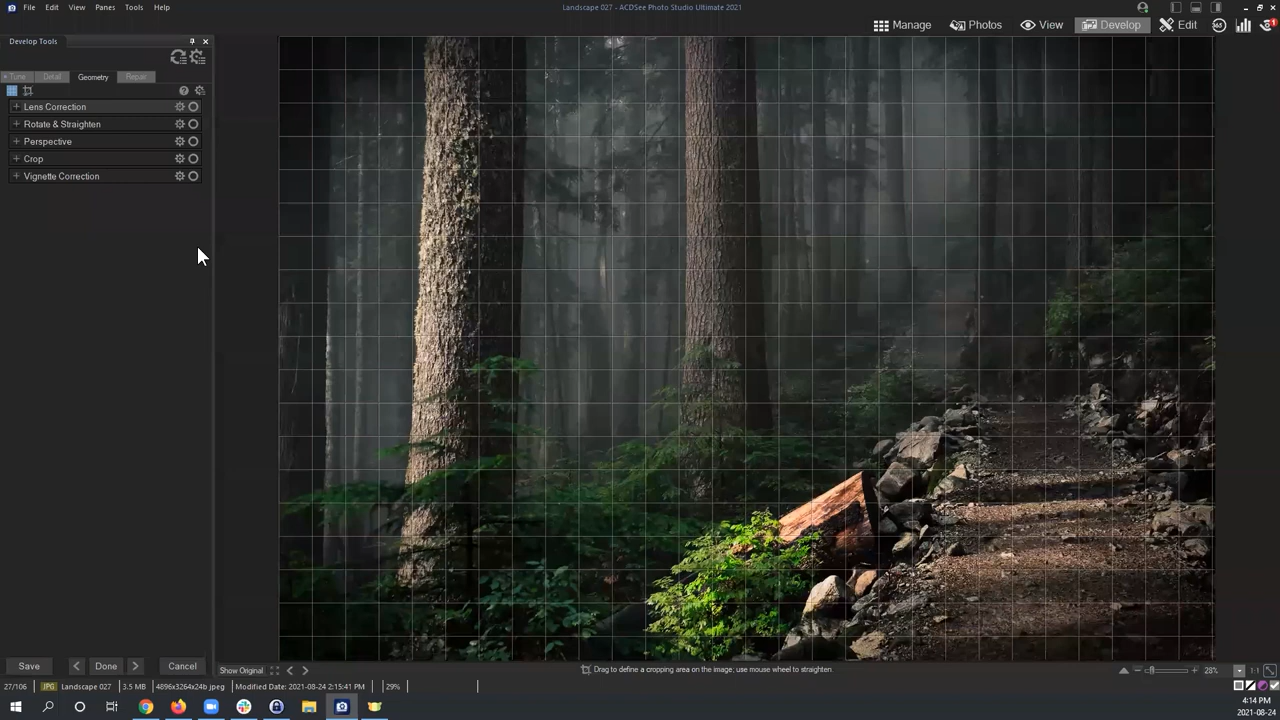 File Edit View Panes Tools Help
Landscape 027 - ACDSee Photo Studio Ultimate 2021
Manage Photos View Develop Edit 365 1
Develop Tools
Tune Detail Geometry Repair
Lens Correction
Rotate & Straighten
Perspective
Crop
Vignette Correction
Save Done Cancel
Show Original
Drag to define a cropping area on the image; use mouse wheel to straighten.
28% 1:1
27/106 JPG Landscape 027 3.5 MB 4896x3264x24b jpeg Modified Date: 2021-08-24 2:15:41 PM 29%
4:14 PM
2021-08-24